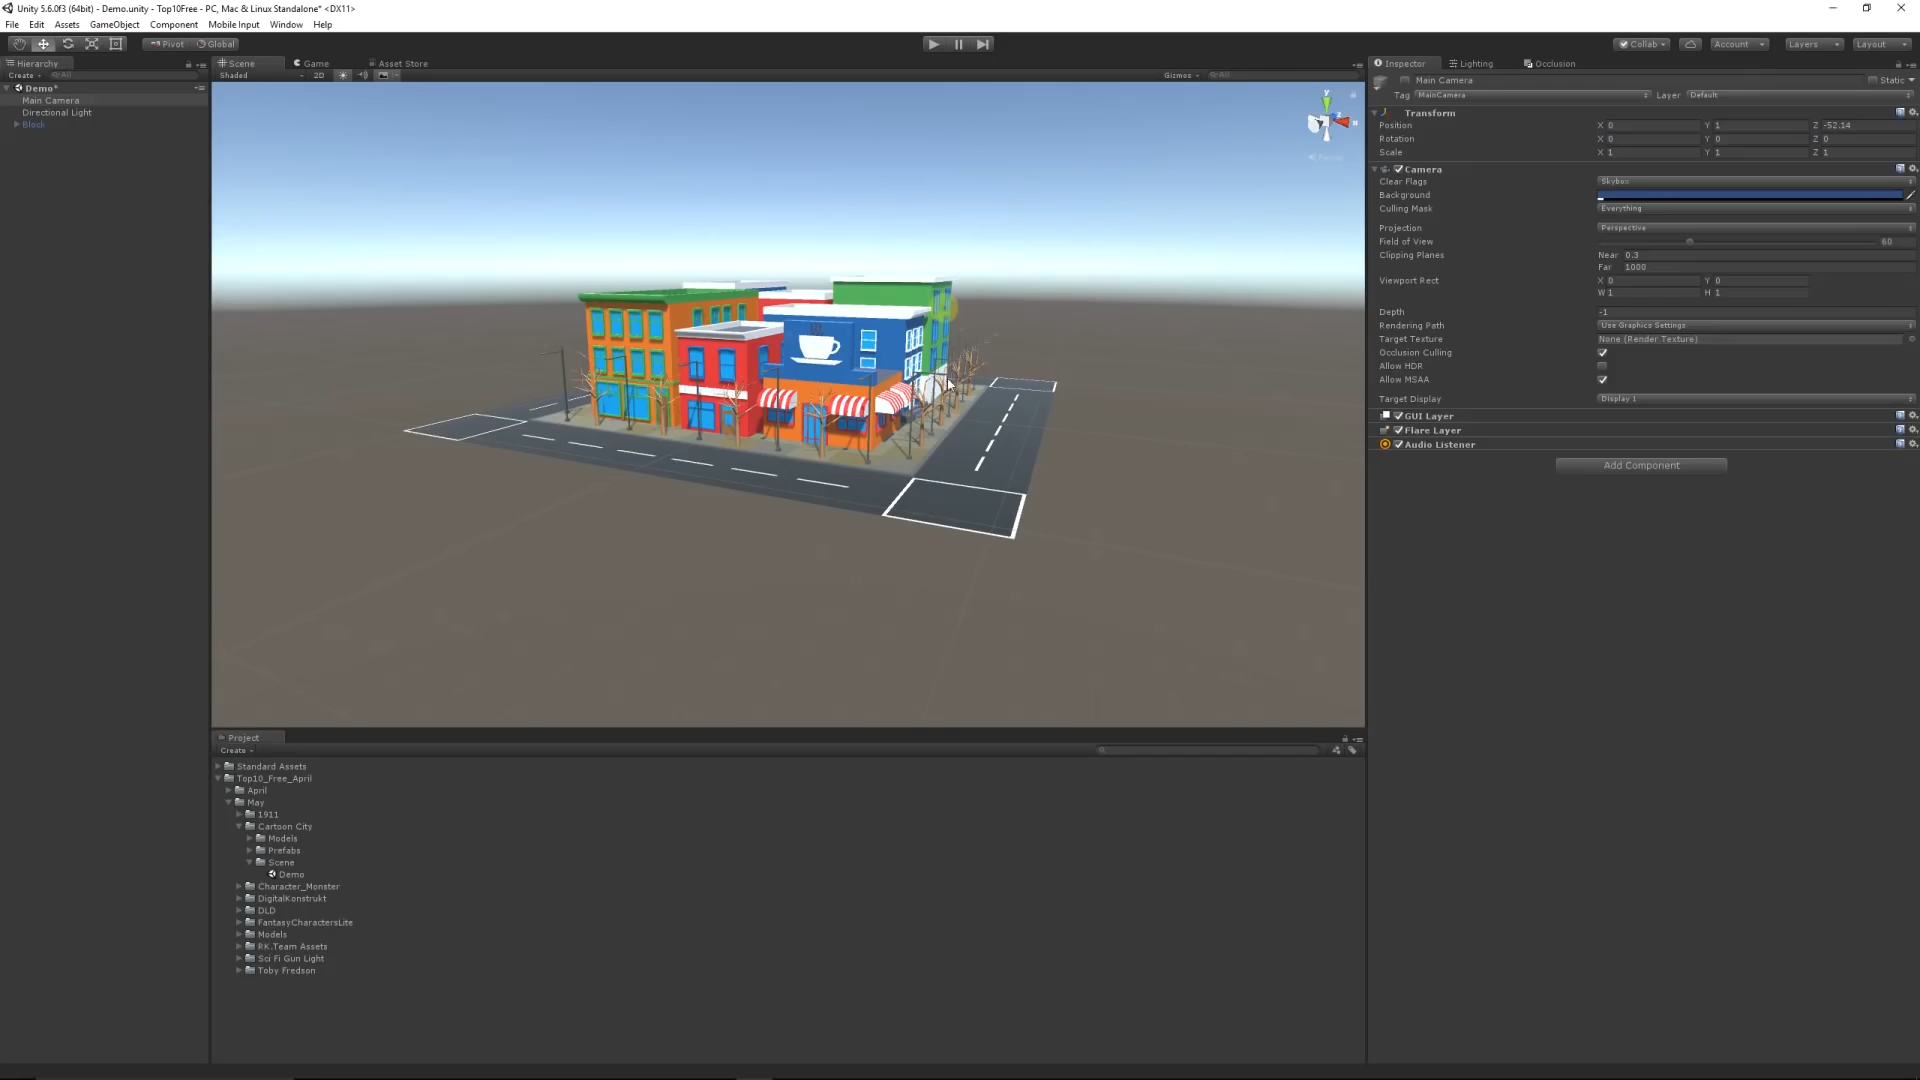 Unity 5.6.0f3 (64bit) - Demo.unity - Top10Free - PC, Mac & Linux Standalone* <DX11>
File Edit Assets GameObject Component Mobile Input Window Help
Pivot Global Collab Account Layers Layout
Hierarchy Scene Game Asset Store Inspector Lighting Occlusion
Create All Shaded 2D Gizmos All
Demo*
Main Camera
Directional Light
Block
Main Camera Static
Tag MainCamera Layer Default
Transform
Position X 0 Y 1 Z -52.14
Rotation X 0 Y 0 Z 0
Scale X 1 Y 1 Z 1
Camera
Clear Flags Skybox
Background
Culling Mask Everything
Projection Perspective
Field of View 60
Clipping Planes Near 0.3
Far 1000
Viewport Rect X 0 Y 0
W 1 H 1
Depth -1
Rendering Path Use Graphics Settings
Target Texture None (Render Texture)
Occlusion Culling
Allow HDR
Allow MSAA
Target Display Display 1
GUI Layer
Flare Layer
Audio Listener
Add Component
y
Project
Create
Standard Assets
Top10_Free_April
April
May
1911
Cartoon City
Models
Prefabs
Scene
Demo
Character_Monster
DigitalKonstrukt
DLD
FantasyCharactersLite
Models
RK.Team Assets
Sci Fi Gun Light
Toby Fredson